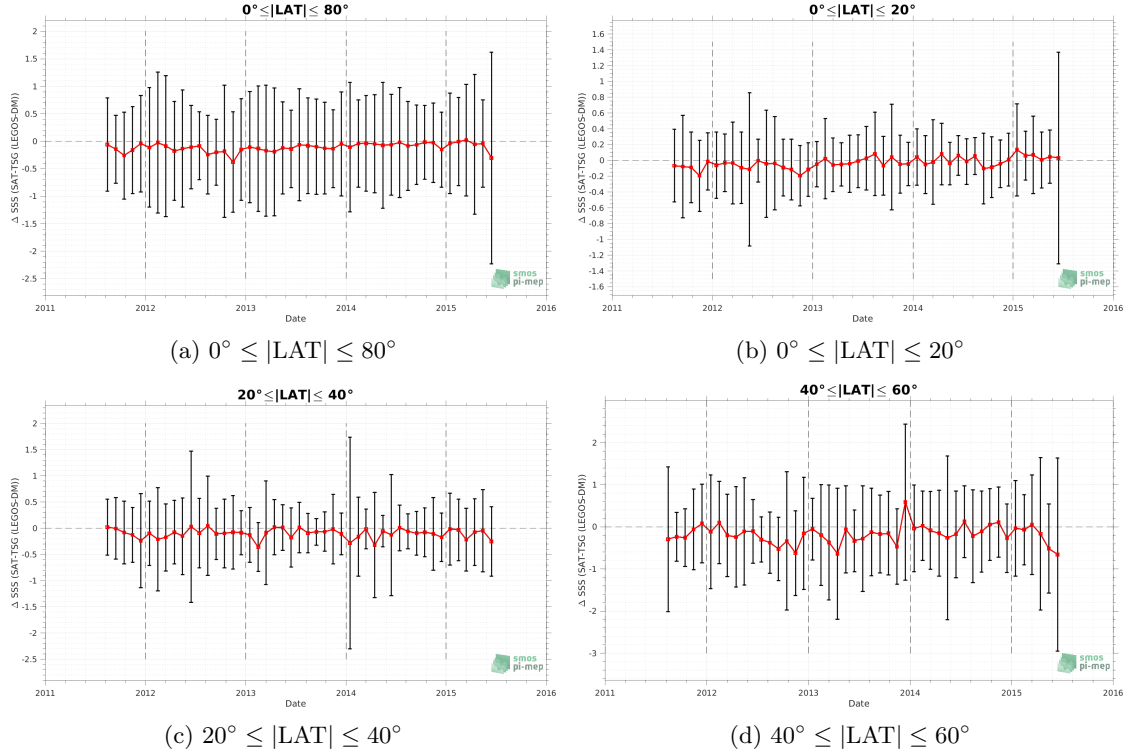 0°≤|LAT|≤ 80°
2
1.5
1
0.5
0
-0.5
-1
-1.5
-2
-2.5
Δ SSS (SAT-TSG (LEGOS-DM))
2011 2012 2013 2014 2015 2016
Date
smos
pi-mep
(a) 0° ≤ |LAT| ≤ 80°
0°≤|LAT|≤ 20°
1.6
1.4
1.2
1
0.8
0.6
0.4
0.2
0
-0.2
-0.4
-0.6
-0.8
-1
-1.2
-1.4
-1.6
Δ SSS (SAT-TSG (LEGOS-DM))
2011 2012 2013 2014 2015 2016
Date
smos
pi-mep
(b) 0° ≤ |LAT| ≤ 20°
20°≤|LAT|≤ 40°
2
1.5
1
0.5
0
-0.5
-1
-1.5
-2
-2.5
Δ SSS (SAT-TSG (LEGOS-DM))
2011 2012 2013 2014 2015 2016
Date
smos
pi-mep
(c) 20° ≤ |LAT| ≤ 40°
40°≤|LAT|≤ 60°
2
1
0
-1
-2
-3
Δ SSS (SAT-TSG (LEGOS-DM))
2011 2012 2013 2014 2015 2016
Date
smos
pi-mep
(d) 40° ≤ |LAT| ≤ 60°